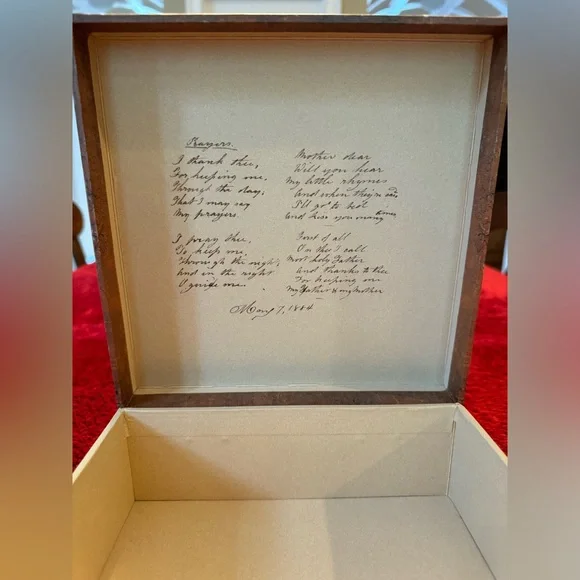 Prayers.
I thank thee,
For keeping me,
Through the day,
That I may say
My prayers.
I pray thee,
To keep me
Through the night,
And in the night
O guide me.
Mother dear
Will you hear
My little rhymes
And when they're said,
I'll go to bed
And kiss you many times
First of all
On thee I call
Most holy Father
And thanks to thee
For keeping me
My Father & my Mother
May 7, 1884